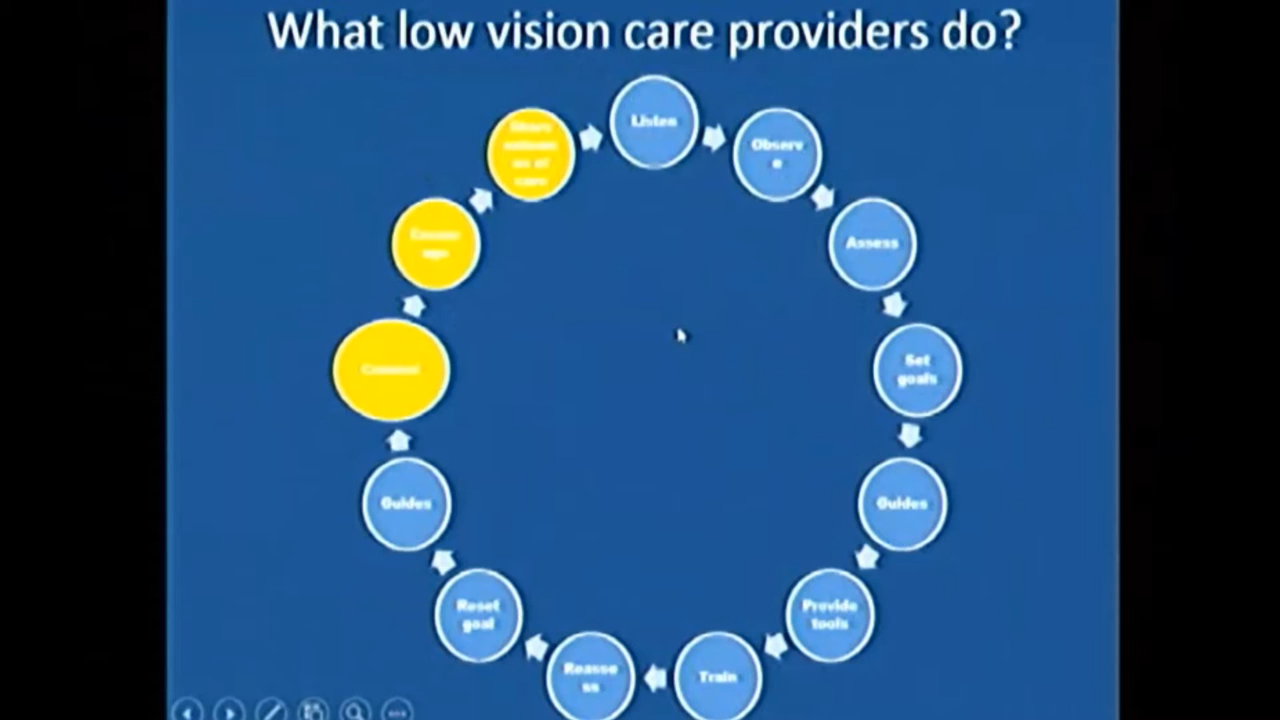 What low vision care providers do?
Listen
Observ
e
Assess
Set
goals
Guides
Provide
tools
Train
Reasse
ss
Reset
goal
Guides